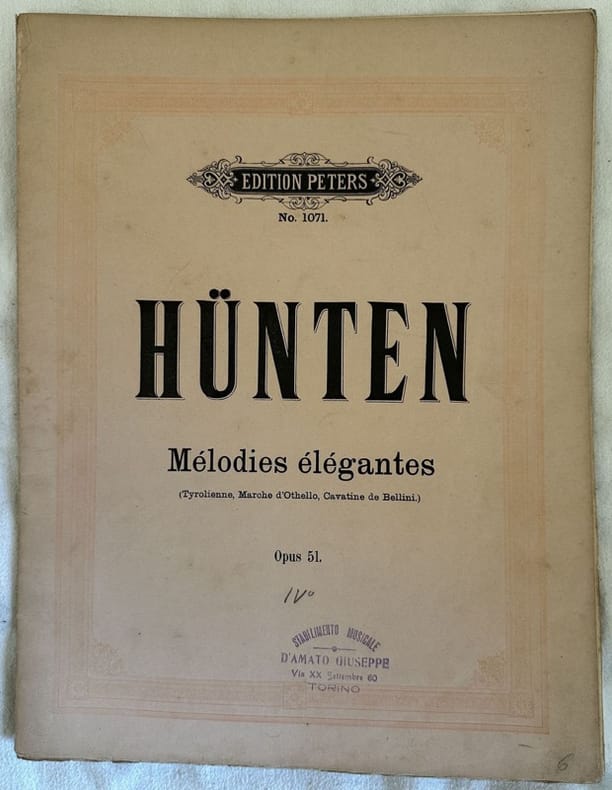 EDITION PETERS
No. 1071.
HÜNTEN
Mélodies élégantes
(Tyrolienne, Marche d'Othello, Cavatine de Bellini.)
Opus 51.
IVº
STABILIMENTO MUSICALE
D'AMATO GIUSEPPE
Via XX Settembre 60
TORINO
6